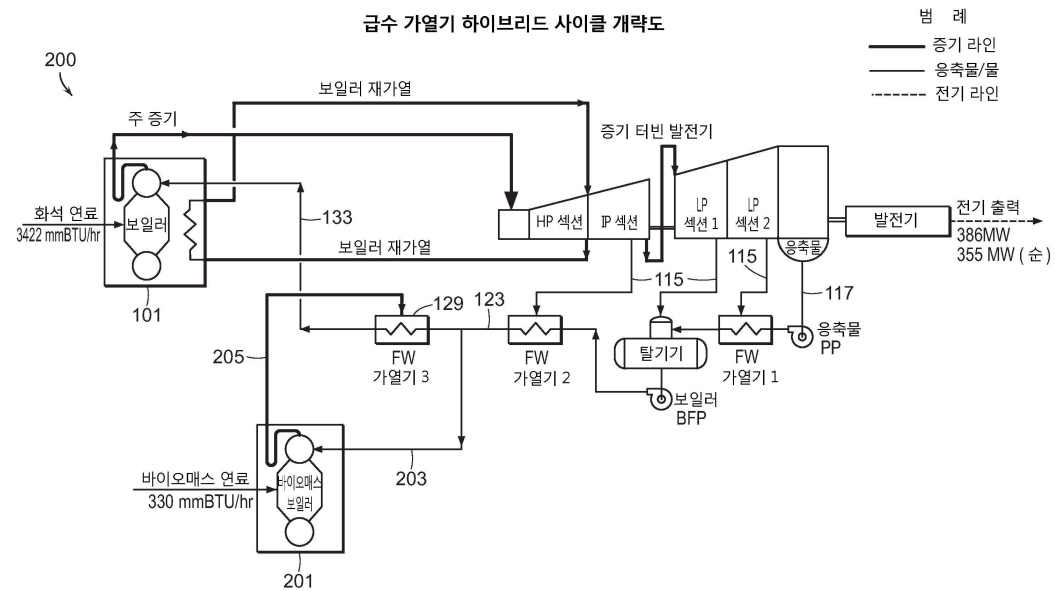 급수 가열기 하이브리드 사이클 개략도
범 례
증기 라인
응축물/물
전기 라인
200
보일러 재가열
주 증기
증기 터빈 발전기
화석 연료
3422 mmBTU/hr
보일러
133
HP 섹션
IP 섹션
LP
섹션 1
LP
섹션 2
응축물
발전기
전기 출력
386MW
355 MW ( 순 )
보일러 재가열
101
115
115
117
129
123
205
FW
가열기 3
FW
가열기 2
탈기기
FW
가열기 1
응축물
PP
보일러
BFP
203
바이오매스 연료
330 mmBTU/hr
바이오매스
보일러
201